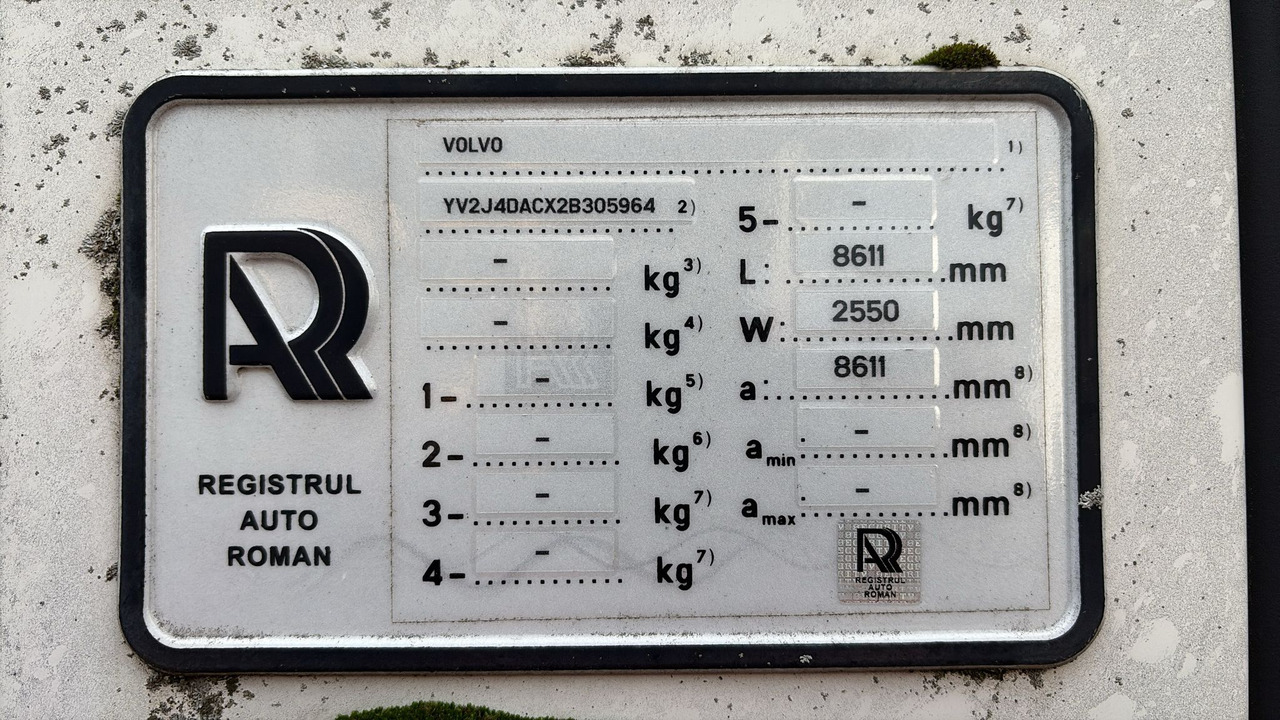 REGISTRUL
AUTO
ROMAN
VOLVO 1)
YV2J4DACX2B305964 2)
- kg3)
- kg4)
1- - kg5)
2- - kg6)
3- - kg7)
4- - kg7)
5- - kg7)
L: 8611 mm
W: 2550 mm
a: 8611 mm8)
amin - mm8)
amax - mm8)
REGISTRUL
AUTO
ROMAN